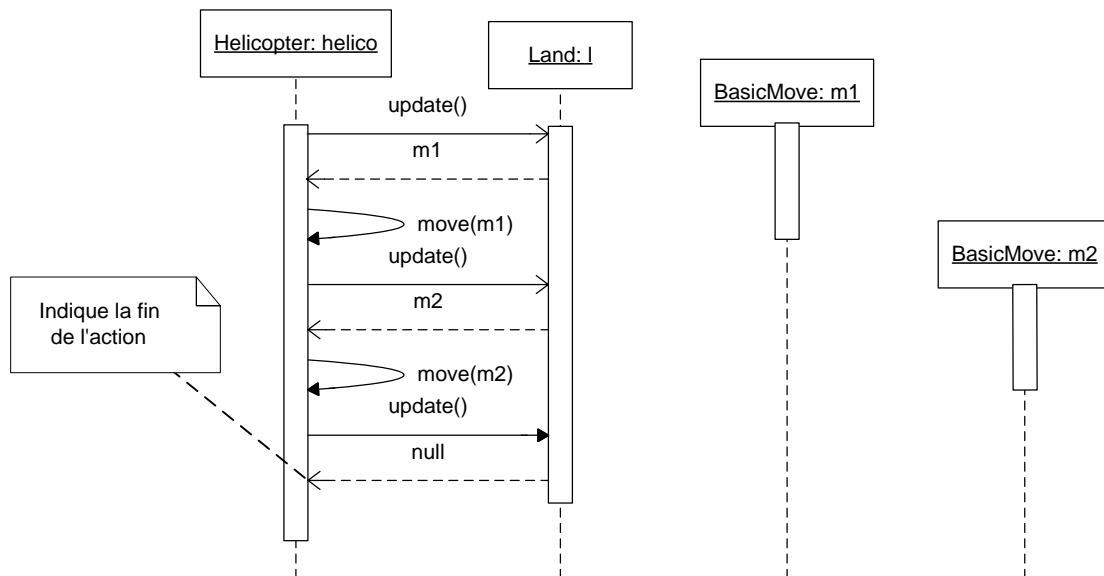 Helicopter: helico
Land: l
BasicMove: m1
update()
m1
move(m1)
update()
BasicMove: m2
m2
Indique la fin
de l'action
move(m2)
update()
null